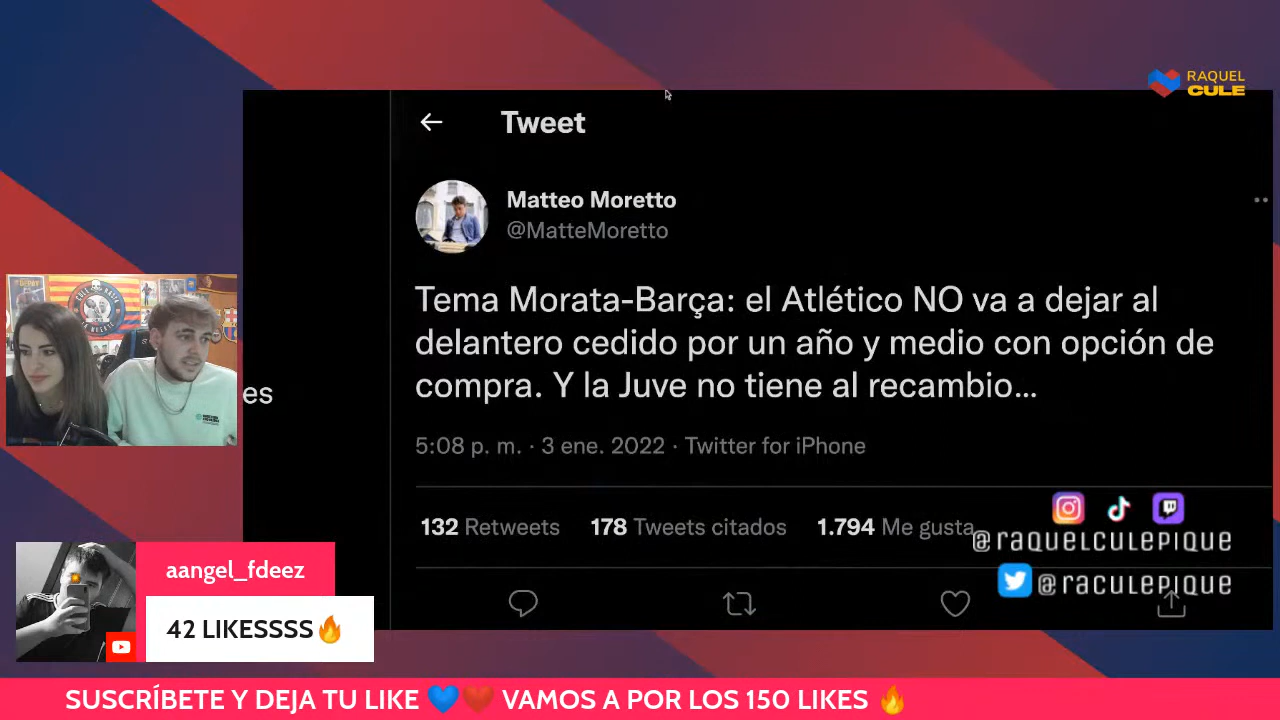 RAQUEL
CULE
Tweet
Matteo Moretto
@MatteMoretto
Tema Morata-Barça: el Atlético NO va a dejar al
delantero cedido por un año y medio con opción de
compra. Y la Juve no tiene al recambio...
es
5:08 p. m. · 3 ene. 2022 · Twitter for iPhone
132 Retweets 178 Tweets citados 1.794 Me gusta
@raquelculepique
@raculepique
aangel_fdeez
42 LIKESSSS🔥
SUSCRÍBETE Y DEJA TU LIKE 💙❤️ VAMOS A POR LOS 150 LIKES 🔥